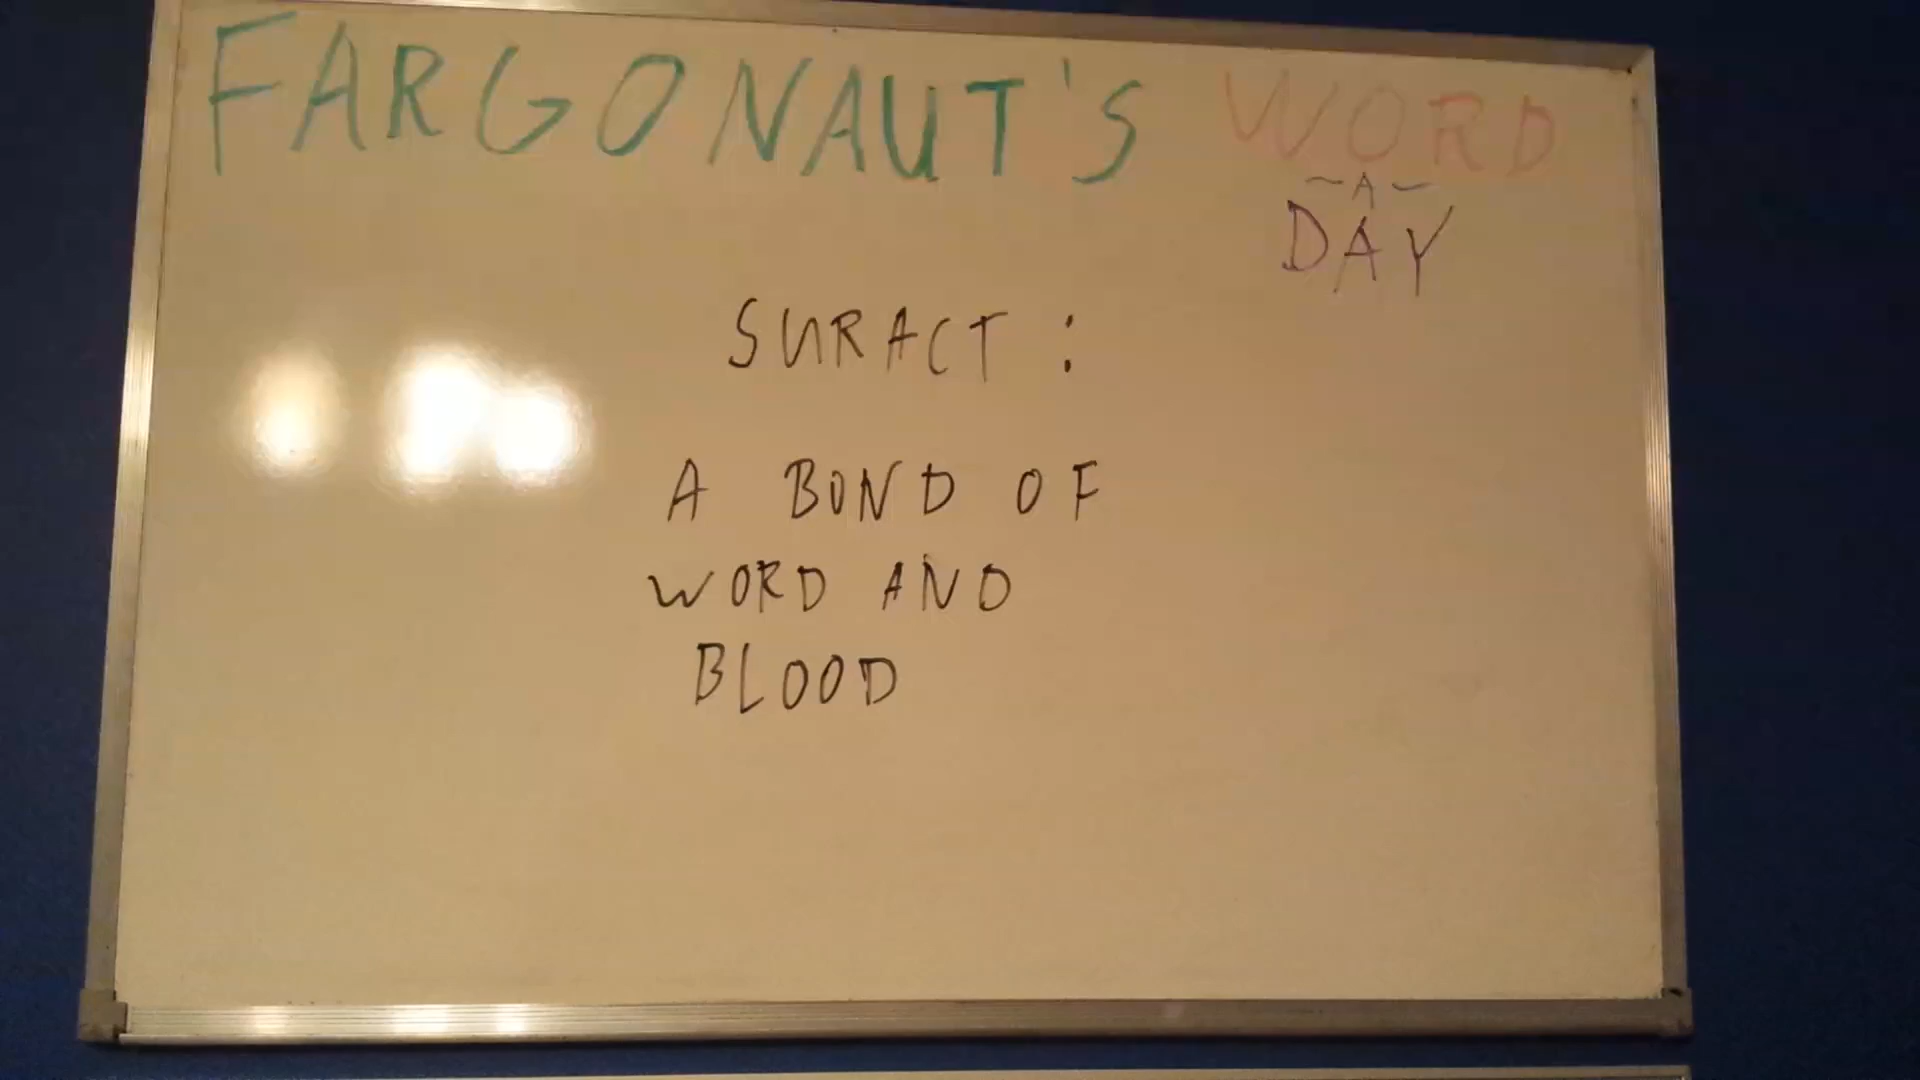 FARGONAUT'S WORD
~A~
DAY
SURACT:
A BOND OF
WORD AND
BLOOD